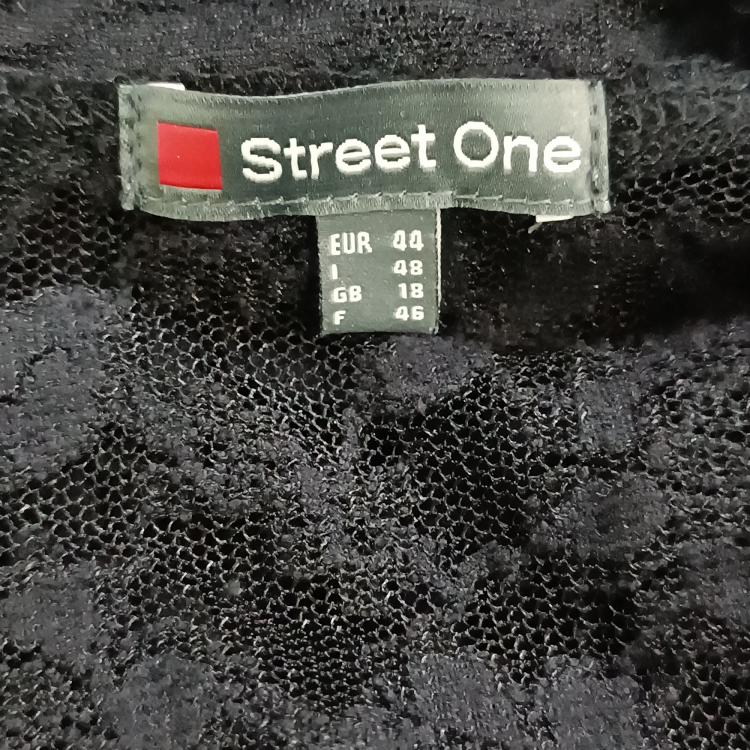 Street One
EUR 44
I 48
GB 18
F 46